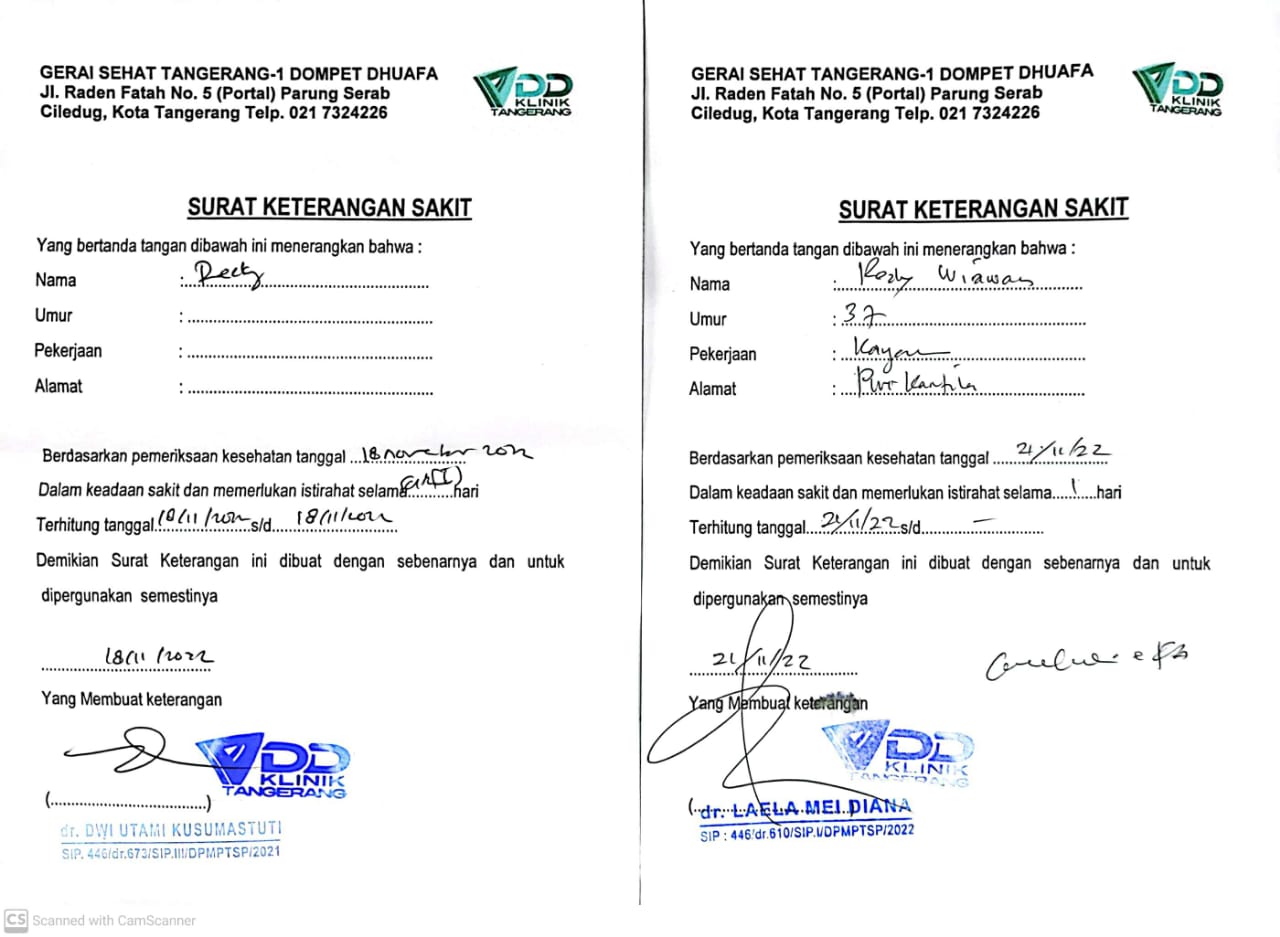 GERAI SEHAT TANGERANG-1 DOMPET DHUAFA
Jl. Raden Fatah No. 5 (Portal) Parung Serab
Ciledug, Kota Tangerang Telp. 021 7324226
DD
KLINIK
TANGERANG
SURAT KETERANGAN SAKIT
Yang bertanda tangan dibawah ini menerangkan bahwa :
Nama :
Umur :
Pekerjaan :
Alamat :
Berdasarkan pemeriksaan kesehatan tanggal 18 november 2022
Dalam keadaan sakit dan memerlukan istirahat selama hari
Terhitung tanggal 18/11/2022 s/d 18/11/2022
Demikian Surat Keterangan ini dibuat dengan sebenarnya dan untuk
dipergunakan semestinya
18/11/2022
Yang Membuat keterangan
DD
KLINIK
TANGERANG
(..................................)
dr. DWI UTAMI KUSUMASTUTI
SIP. 446/dr.673/SIP.III/DPMPTSP/2021
GERAI SEHAT TANGERANG-1 DOMPET DHUAFA
Jl. Raden Fatah No. 5 (Portal) Parung Serab
Ciledug, Kota Tangerang Telp. 021 7324226
DD
KLINIK
TANGERANG
SURAT KETERANGAN SAKIT
Yang bertanda tangan dibawah ini menerangkan bahwa :
Nama : Wirawan
Umur : 37
Pekerjaan :
Alamat :
Berdasarkan pemeriksaan kesehatan tanggal 21/11/22
Dalam keadaan sakit dan memerlukan istirahat selama 1 hari
Terhitung tanggal 21/11/22 s/d -
Demikian Surat Keterangan ini dibuat dengan sebenarnya dan untuk
dipergunakan semestinya
21/11/22
Yang Membuat keterangan
DD
KLINIK
TANGERANG
dr. LAELA MEI DIANA
SIP : 446/dr.610/SIP.I/DPMPTSP/2022
CS Scanned with CamScanner